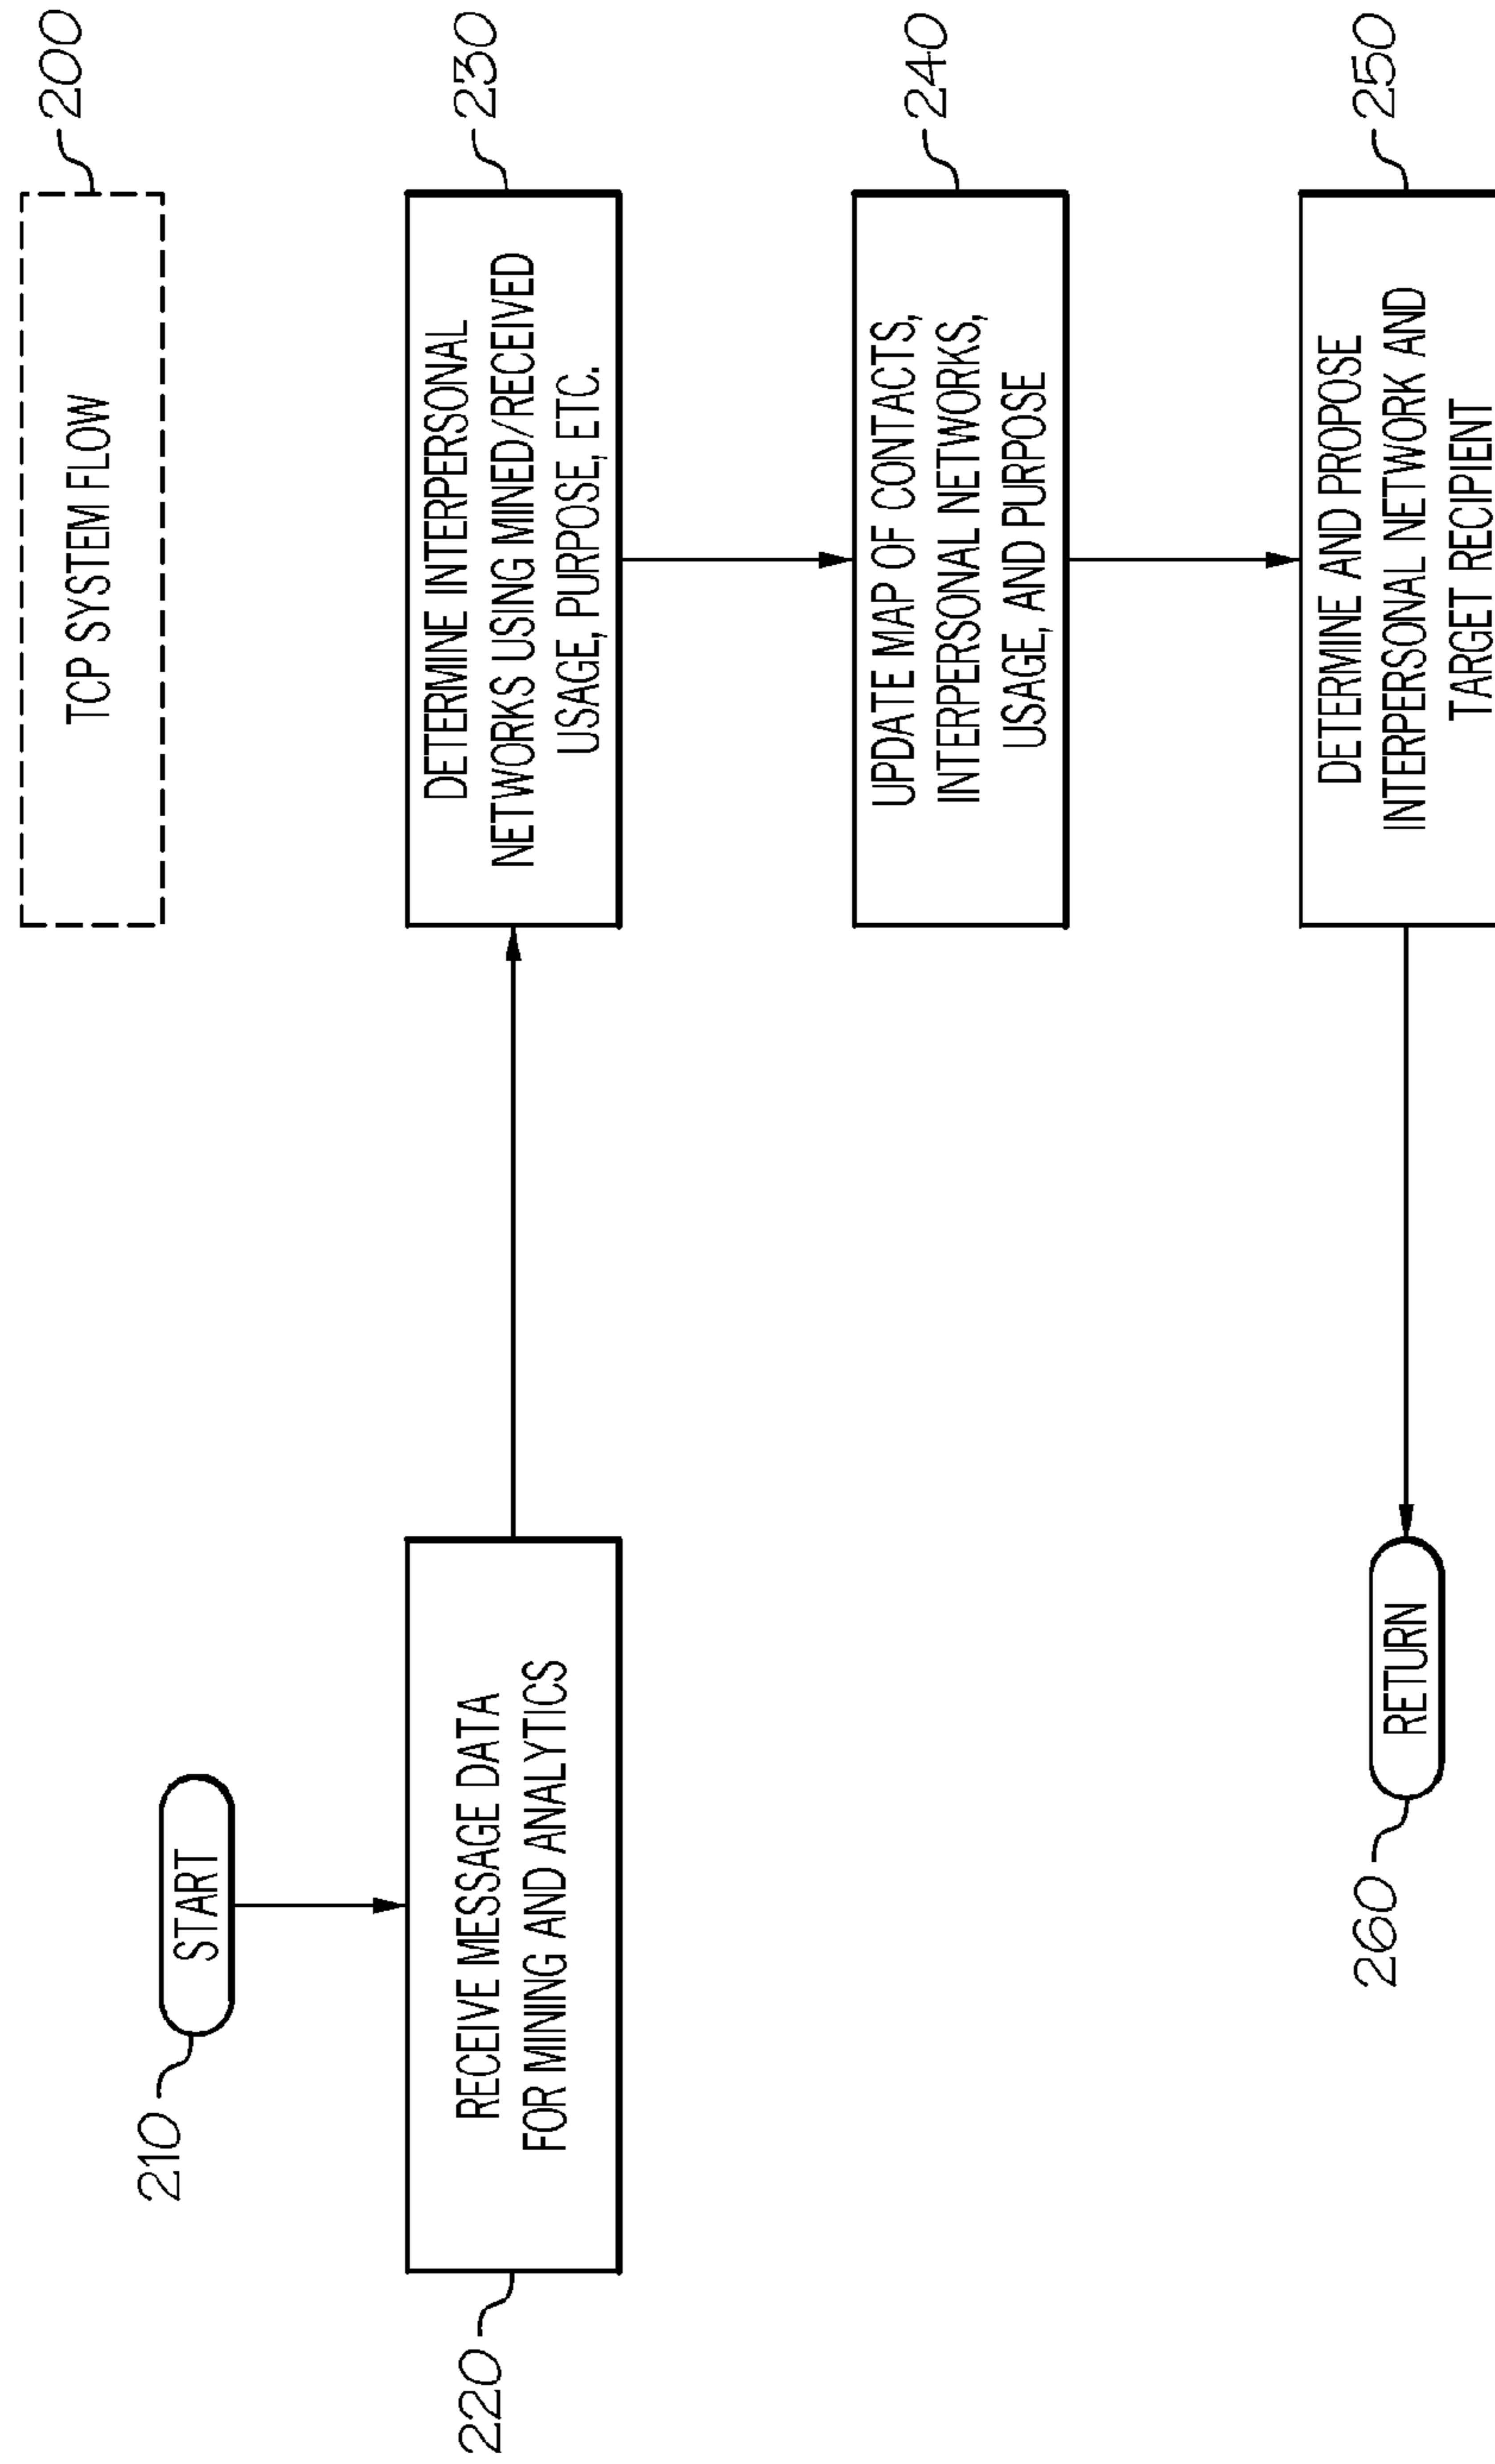 TCP SYSTEM FLOW
200
210
START
220
RECEIVE MESSAGE DATA
FOR MINING AND ANALYTICS
DETERMINE INTERPERSONAL
NETWORKS USING MINED/RECEIVED
USAGE, PURPOSE, ETC.
230
UPDATE MAP OF CONTACTS,
INTERPERSONAL NETWORKS,
USAGE, AND PURPOSE
240
DETERMINE AND PROPOSE
INTERPERSONAL NETWORK AND
TARGET RECIPIENT
250
260
RETURN